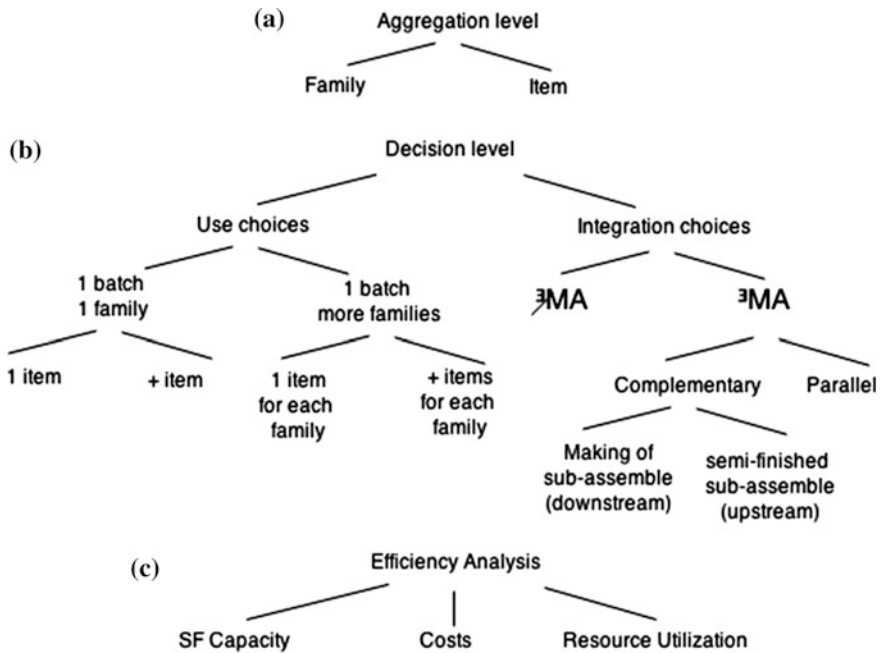 (a)
Aggregation level
Family
Item
(b)
Decision level
Use choices
Integration choices
1 batch
1 family
1 batch
more families
∄MA
∃MA
1 item
+ item
1 item
for each
family
+ items
for each
family
Complementary
Parallel
Making of
sub-assemble
(downstream)
semi-finished
sub-assemble
(upstream)
(c)
Efficiency Analysis
SF Capacity
Costs
Resource Utilization